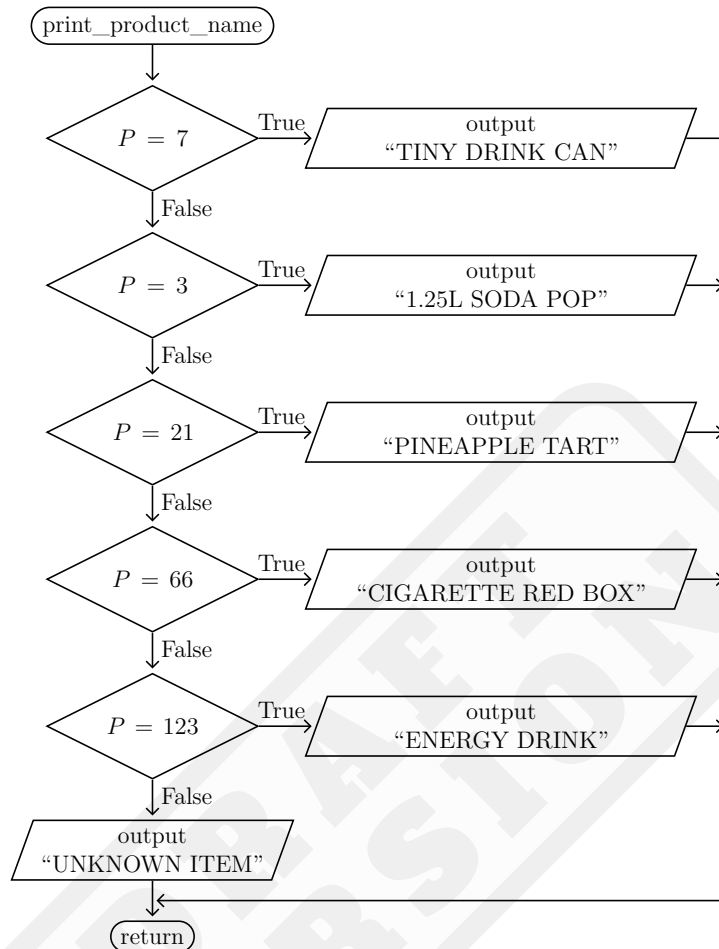 print_product_name
P = 7
True
output
“TINY DRINK CAN”
False
P = 3
True
output
“1.25L SODA POP”
False
P = 21
True
output
“PINEAPPLE TART”
False
P = 66
True
output
“CIGARETTE RED BOX”
False
P = 123
True
output
“ENERGY DRINK”
False
output
“UNKNOWN ITEM”
return
DRAFT